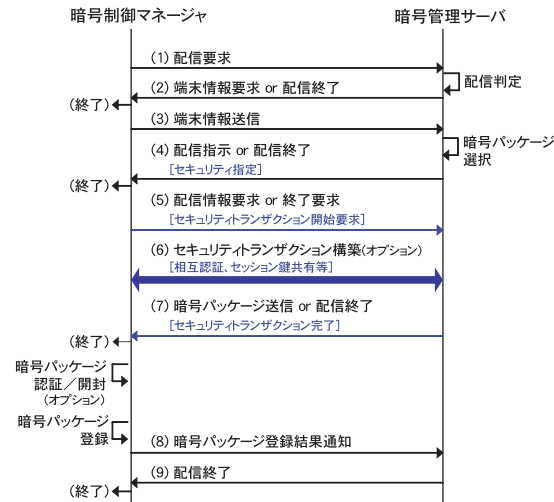 暗号制御マネージャ 暗号管理サーバ
(1) 配信要求
配信判定
(2) 端末情報要求 or 配信終了
(終了)
(3) 端末情報送信
暗号パッケージ
選択
(4) 配信指示 or 配信終了
[セキュリティ指定]
(終了)
(5) 配信情報要求 or 終了要求
[セキュリティトランザクション開始要求]
(6) セキュリティトランザクション構築(オプション)
[相互認証、セッション鍵共有等]
(7) 暗号パッケージ送信 or 配信終了
[セキュリティトランザクション完了]
(終了)
暗号パッケージ
認証／開封
(オプション)
暗号パッケージ
登録
(8) 暗号パッケージ登録結果通知
(9) 配信終了
(終了)